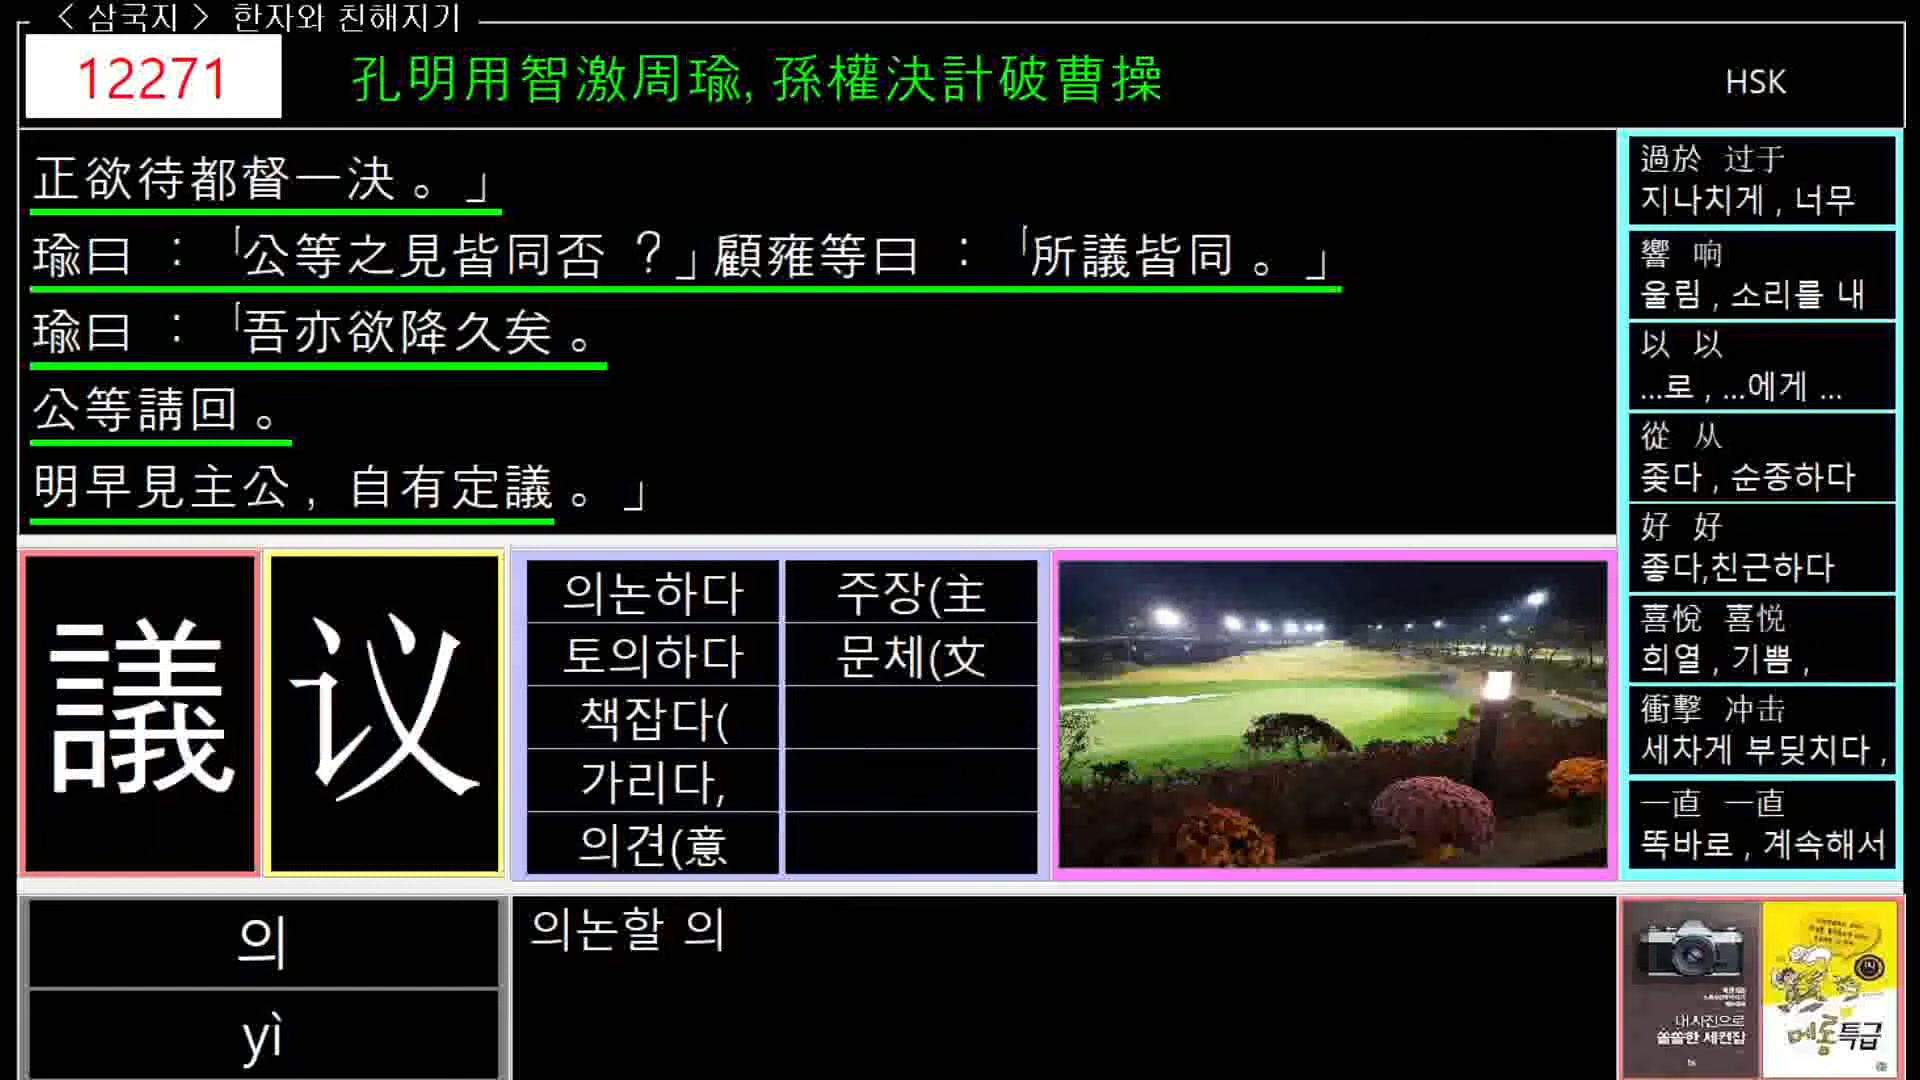 < 삼국지 > 한자와 친해지기
12271
孔明用智激周瑜, 孫權決計破曹操
HSK
正欲待都督一決。」
瑜曰：「公等之見皆同否？」顧雍等曰：「所議皆同。」
瑜曰：「吾亦欲降久矣。
公等請回。
明早見主公, 自有定議。」
過於 过于
지나치게 , 너무
響 响
울림 , 소리를 내
以 以
...로 , ...에게 ...
從 从
좇다 , 순종하다
好 好
좋다,친근하다
喜悅 喜悦
희열 , 기쁨 ,
衝擊 冲击
세차게 부딪치다 ,
一直 一直
똑바로 , 계속해서
議
议
의논하다
토의하다
책잡다(
가리다,
의견(意
주장(主
문체(文
의
yì
의논할 의
내 사진으로
쏠쏠한 세컨잡
메롱특급